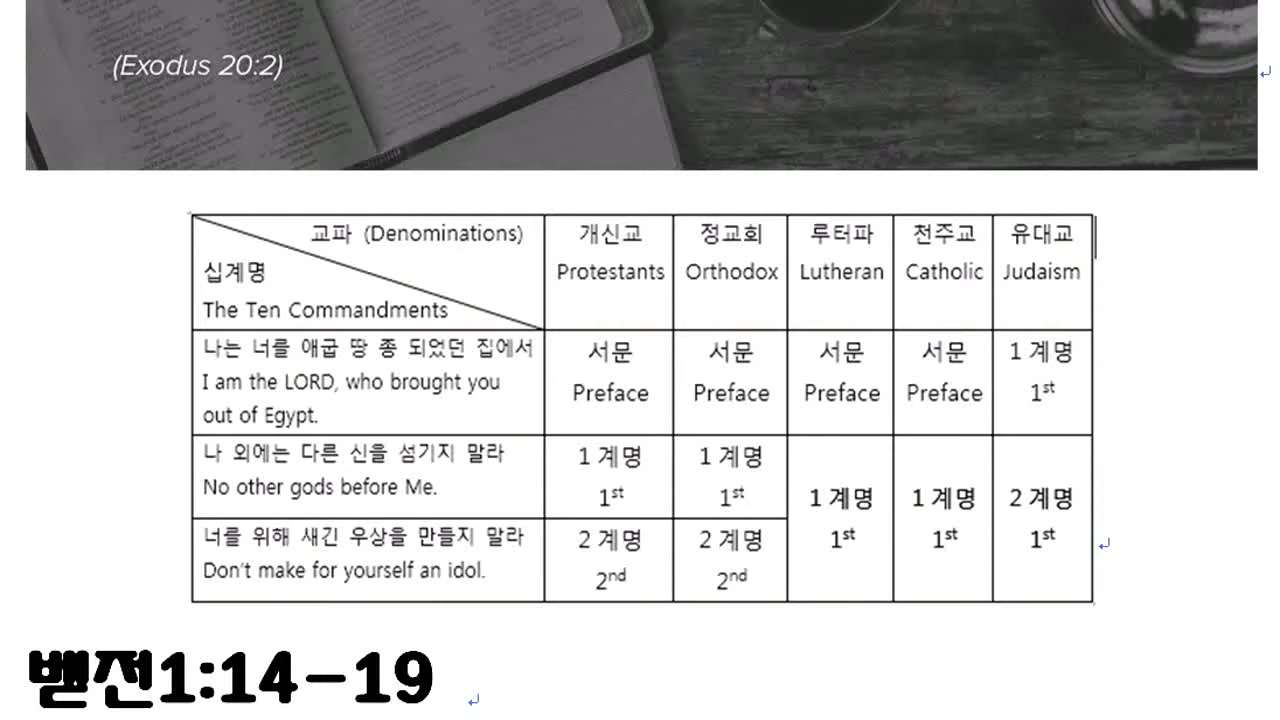 (Exodus 20:2)
교파 (Denominations)
십계명
The Ten Commandments
개신교
Protestants
정교회
Orthodox
루터파
Lutheran
천주교
Catholic
유대교
Judaism
나는 너를 애굽 땅 종 되었던 집에서
I am the LORD, who brought you
out of Egypt.
서문
Preface
서문
Preface
서문
Preface
서문
Preface
1 계명
1st
나 외에는 다른 신을 섬기지 말라
No other gods before Me.
1 계명
1st
1 계명
1st
1 계명
1st
1 계명
1st
2 계명
1st
너를 위해 새긴 우상을 만들지 말라
Don't make for yourself an idol.
2 계명
2nd
2 계명
2nd
벧전1:14-19